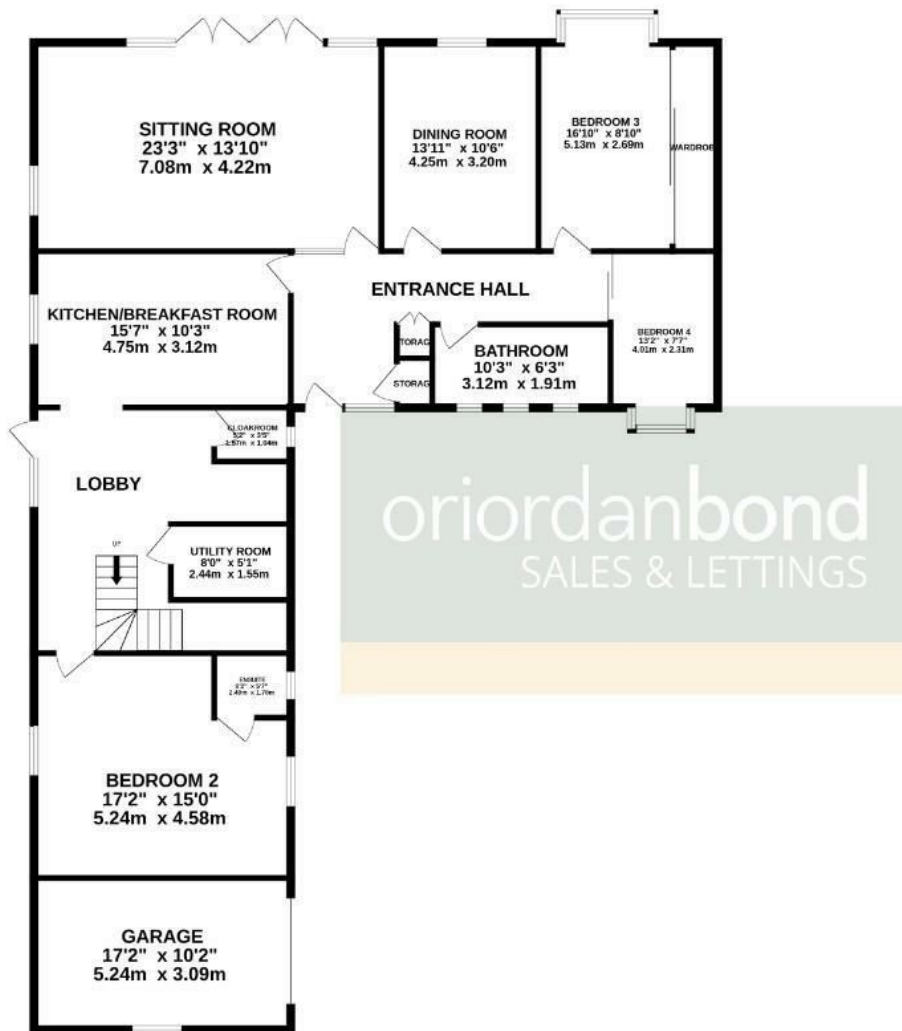 SITTING ROOM
23'3" x 13'10"
7.08m x 4.22m
DINING ROOM
13'11" x 10'6"
4.25m x 3.20m
BEDROOM 3
16'10" x 8'10"
5.13m x 2.69m
WARDROB
KITCHEN/BREAKFAST ROOM
15'7" x 10'3"
4.75m x 3.12m
ENTRANCE HALL
TORAG
STORAG
BATHROOM
10'3" x 6'3"
3.12m x 1.91m
BEDROOM 4
13'2" x 7'7"
4.01m x 2.31m
CLOAKROOM
LOBBY
UP
UTILITY ROOM
8'0" x 5'1"
2.44m x 1.55m
oriordanbond
SALES & LETTINGS
ENSUITE
BEDROOM 2
17'2" x 15'0"
5.24m x 4.58m
GARAGE
17'2" x 10'2"
5.24m x 3.09m